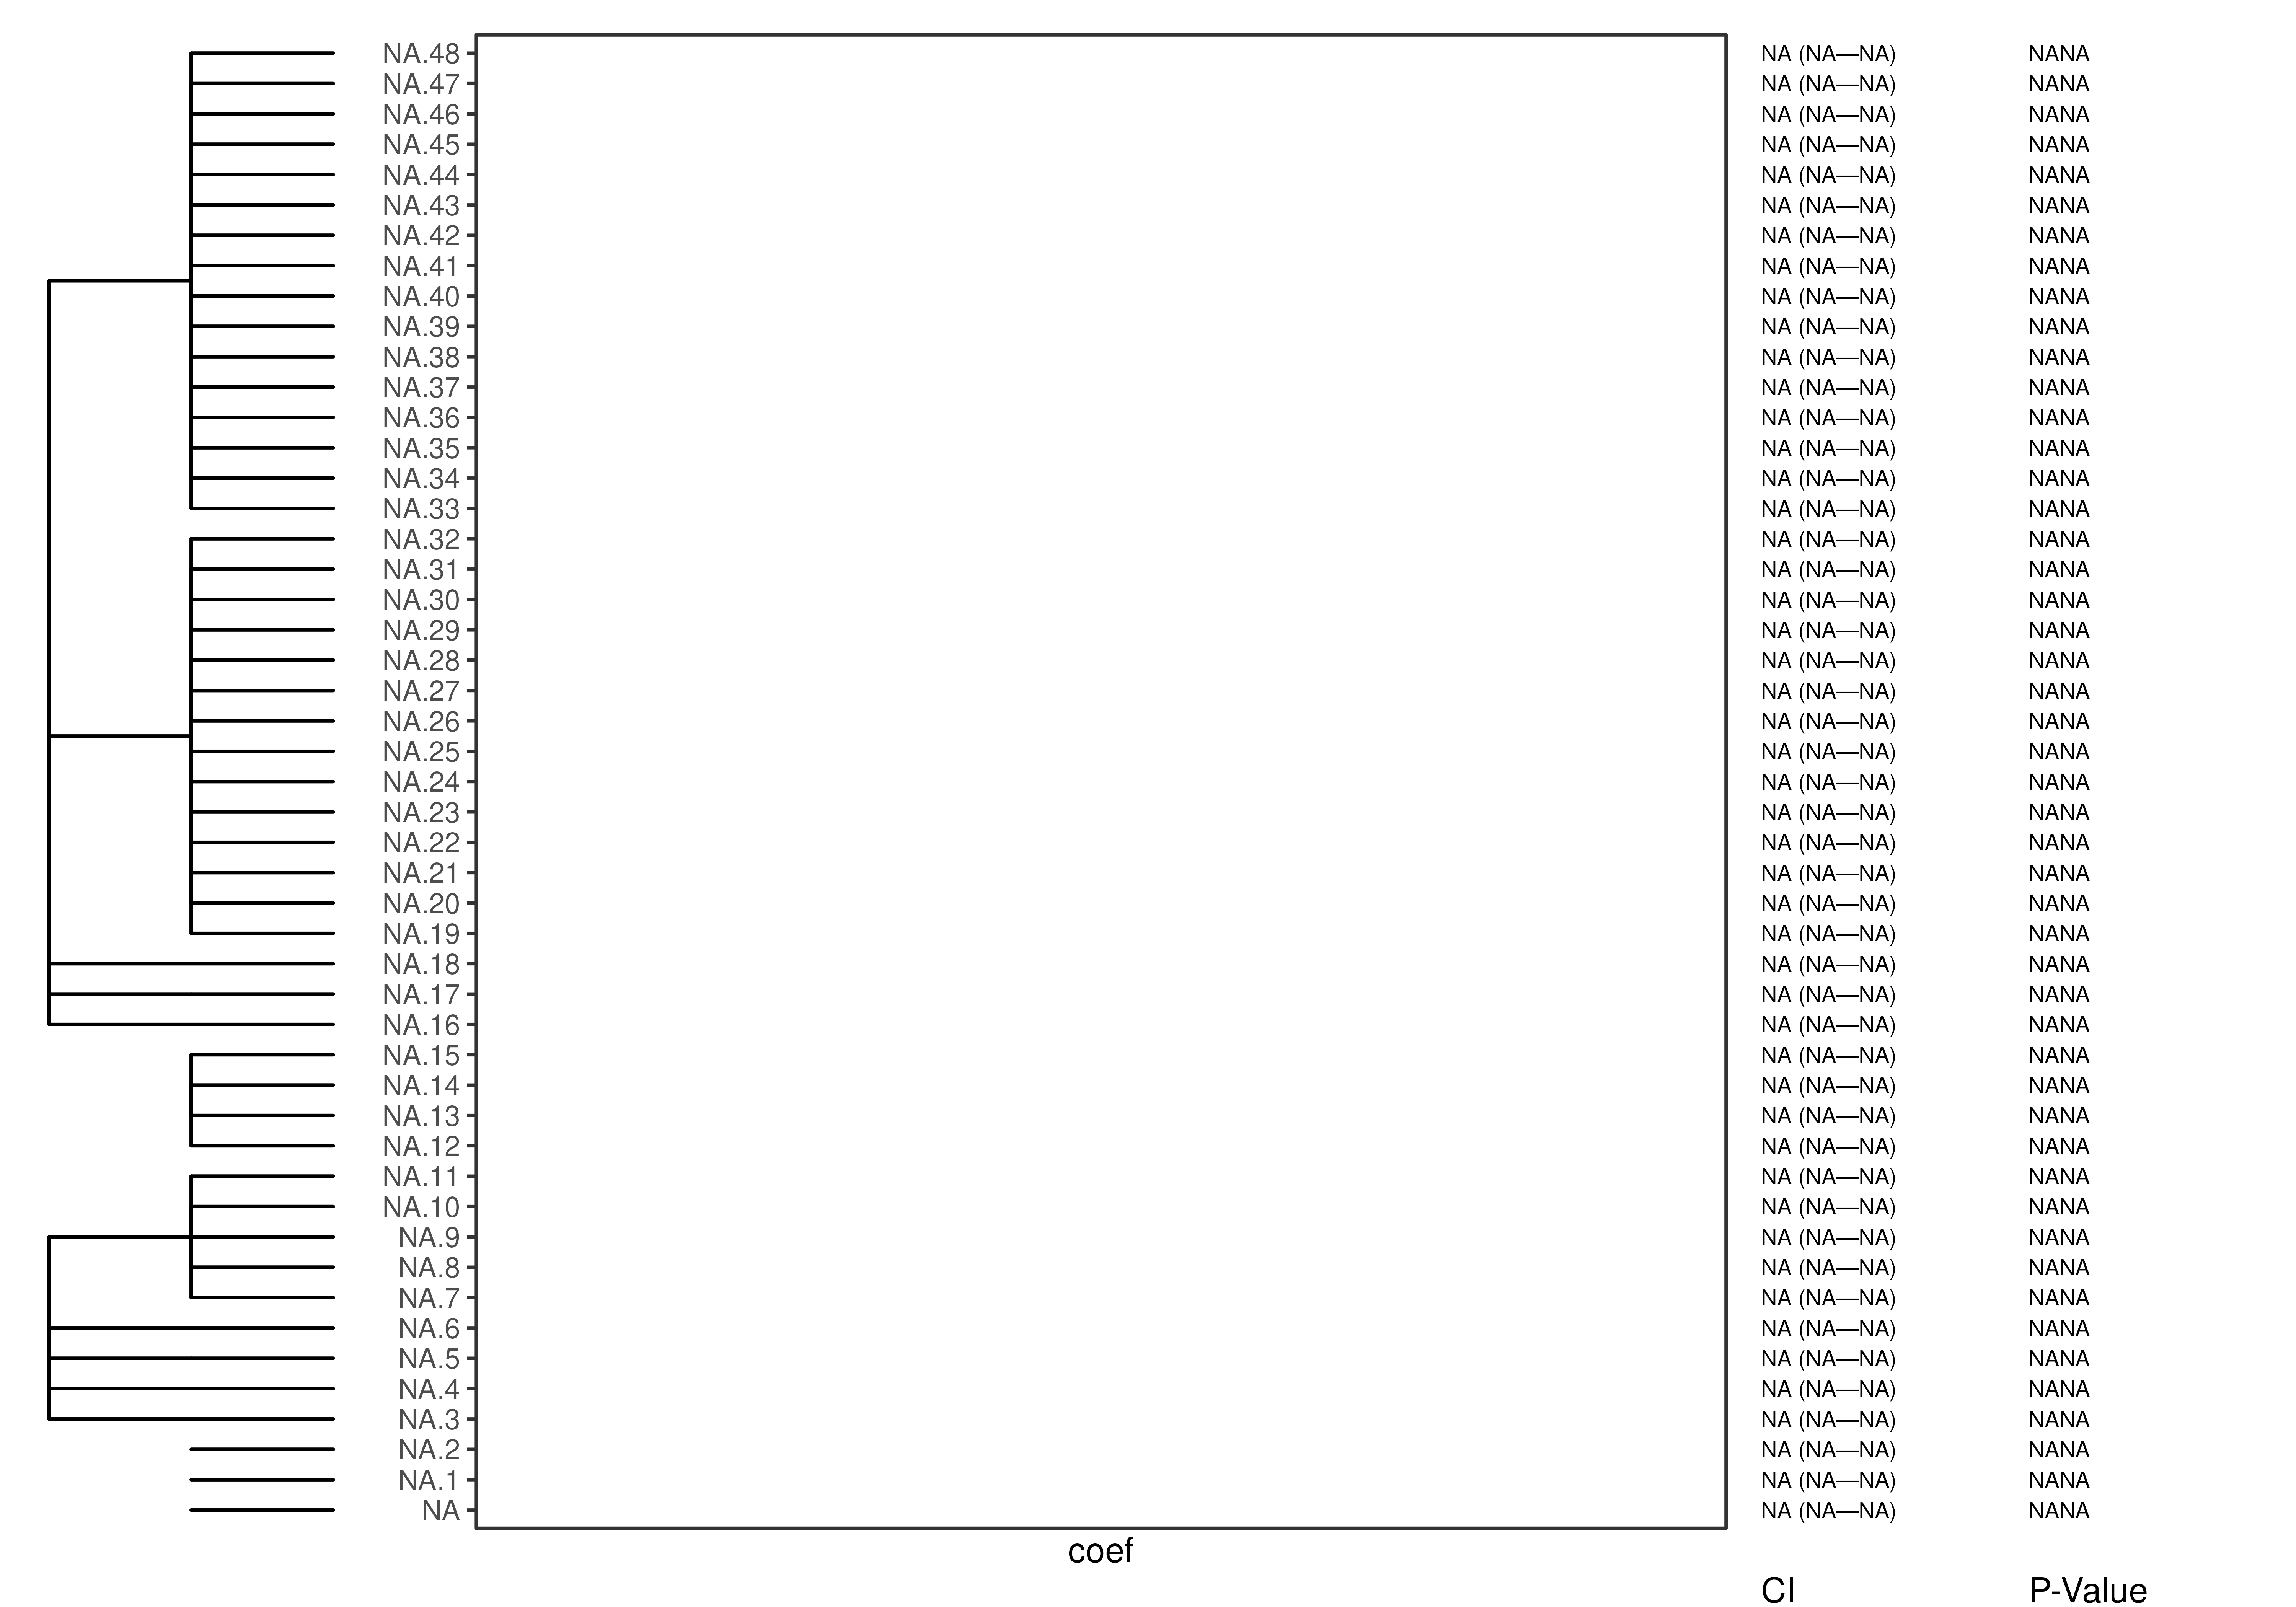 NA.48 NA (NA—NA) NANA
NA.47 NA (NA—NA) NANA
NA.46 NA (NA—NA) NANA
NA.45 NA (NA—NA) NANA
NA.44 NA (NA—NA) NANA
NA.43 NA (NA—NA) NANA
NA.42 NA (NA—NA) NANA
NA.41 NA (NA—NA) NANA
NA.40 NA (NA—NA) NANA
NA.39 NA (NA—NA) NANA
NA.38 NA (NA—NA) NANA
NA.37 NA (NA—NA) NANA
NA.36 NA (NA—NA) NANA
NA.35 NA (NA—NA) NANA
NA.34 NA (NA—NA) NANA
NA.33 NA (NA—NA) NANA
NA.32 NA (NA—NA) NANA
NA.31 NA (NA—NA) NANA
NA.30 NA (NA—NA) NANA
NA.29 NA (NA—NA) NANA
NA.28 NA (NA—NA) NANA
NA.27 NA (NA—NA) NANA
NA.26 NA (NA—NA) NANA
NA.25 NA (NA—NA) NANA
NA.24 NA (NA—NA) NANA
NA.23 NA (NA—NA) NANA
NA.22 NA (NA—NA) NANA
NA.21 NA (NA—NA) NANA
NA.20 NA (NA—NA) NANA
NA.19 NA (NA—NA) NANA
NA.18 NA (NA—NA) NANA
NA.17 NA (NA—NA) NANA
NA.16 NA (NA—NA) NANA
NA.15 NA (NA—NA) NANA
NA.14 NA (NA—NA) NANA
NA.13 NA (NA—NA) NANA
NA.12 NA (NA—NA) NANA
NA.11 NA (NA—NA) NANA
NA.10 NA (NA—NA) NANA
NA.9 NA (NA—NA) NANA
NA.8 NA (NA—NA) NANA
NA.7 NA (NA—NA) NANA
NA.6 NA (NA—NA) NANA
NA.5 NA (NA—NA) NANA
NA.4 NA (NA—NA) NANA
NA.3 NA (NA—NA) NANA
NA.2 NA (NA—NA) NANA
NA.1 NA (NA—NA) NANA
NA NA (NA—NA) NANA
coef
CI P-Value